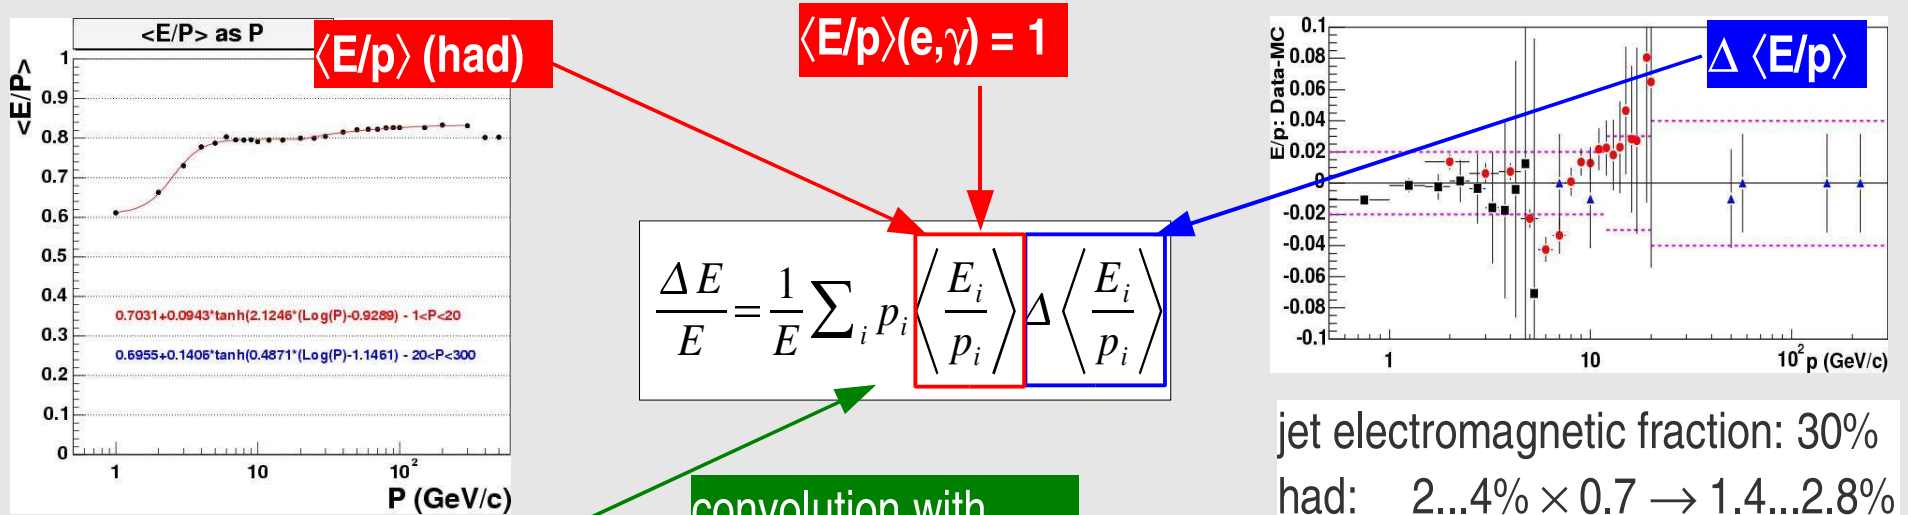 <E/P> as P
⟨E/p⟩ (had)
<E/P>
1
0.9
0.8
0.7
0.6
0.5
0.4
0.3
0.2
0.1
0
0.7031+0.0943*tanh(2.1246*(Log(P)-0.9289) - 1<P<20
0.6955+0.1406*tanh(0.4871*(Log(P)-1.1461) - 20<P<300
1 10 10²
P (GeV/c)
⟨E/p⟩(e,γ) = 1
ΔE/E = 1/E ∑ᵢ pᵢ ⟨Eᵢ/pᵢ⟩ Δ⟨Eᵢ/pᵢ⟩
convolution with
Δ ⟨E/p⟩
E/p: Data-MC
0.1
0.08
0.06
0.04
0.02
0
-0.02
-0.04
-0.06
-0.08
-0.1
1 10 10² p (GeV/c)
jet electromagnetic fraction: 30%
had: 2...4% × 0.7 → 1.4...2.8%